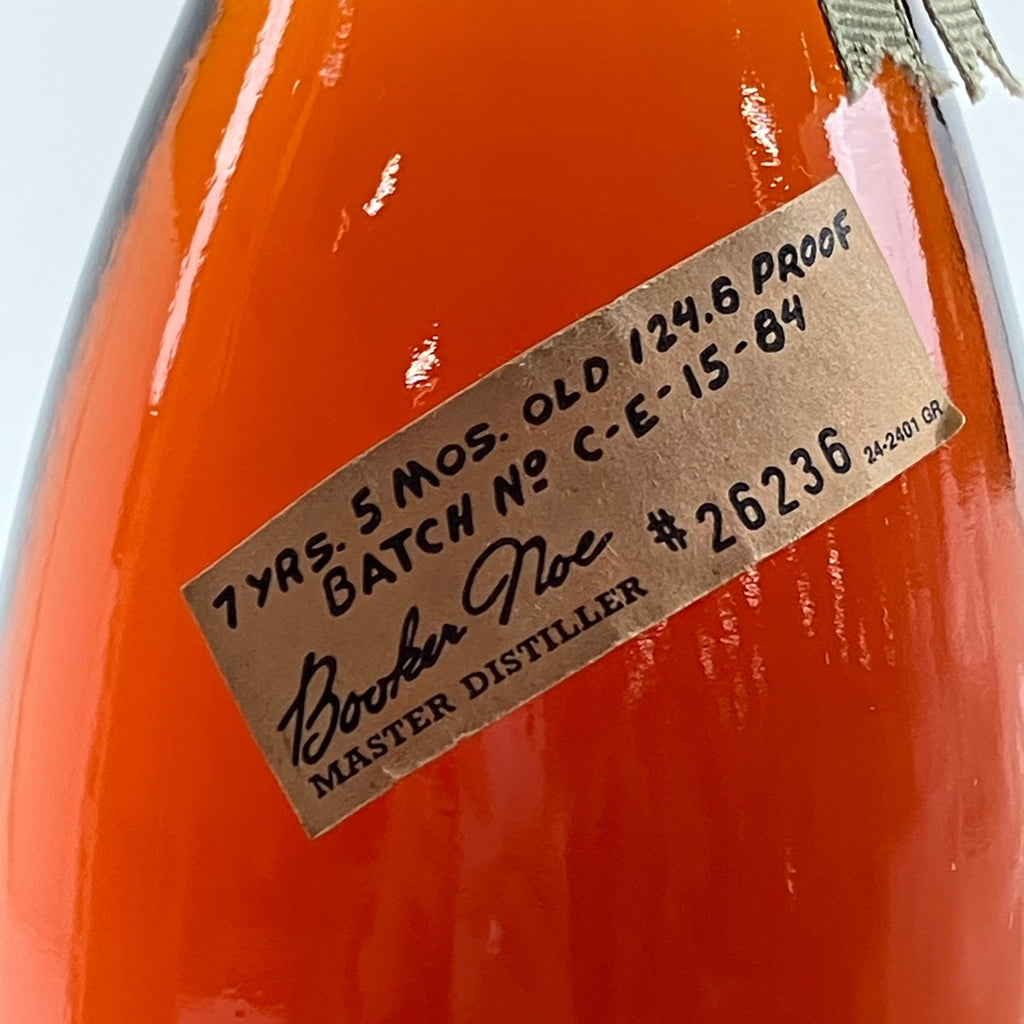 7 YRS. 5 MOS. OLD 124.6 PROOF
BATCH Nº C-E-15-84
Booker Noe #26236 24-2401 GR
MASTER DISTILLER